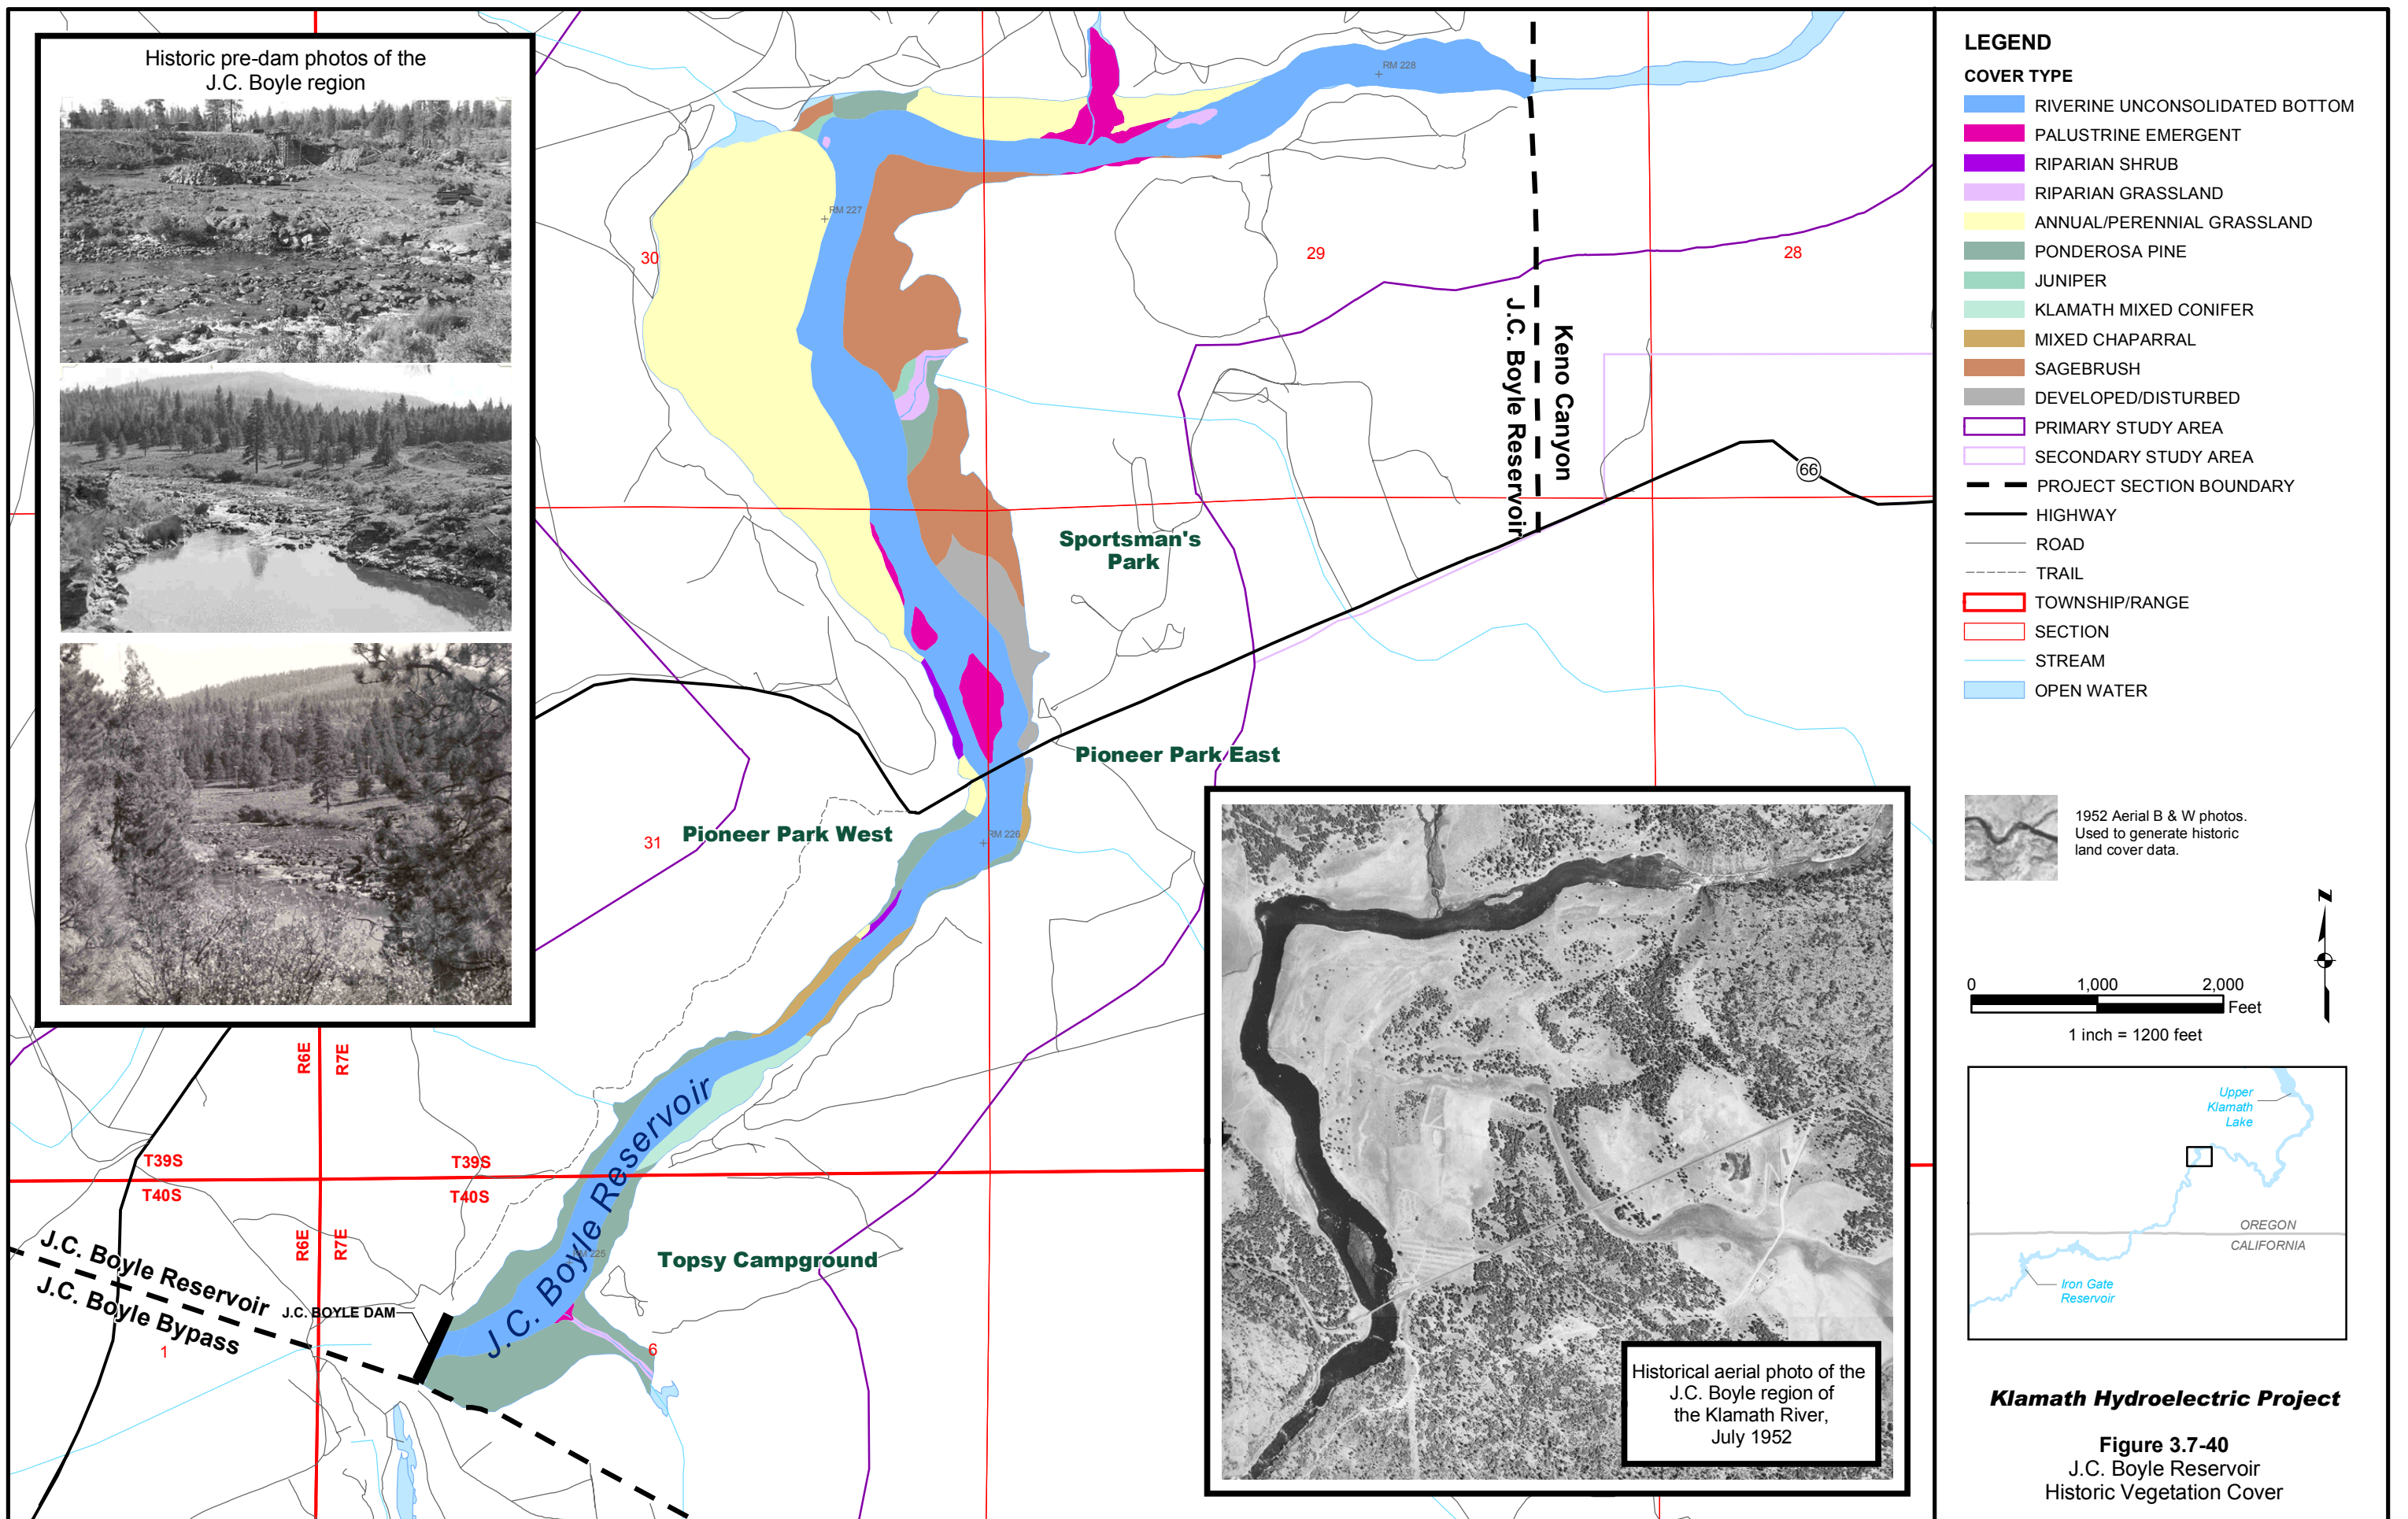 Historic pre-dam photos of the
J.C. Boyle region
RM 228
RM 227
30
29
28
J.C. Boyle Reservoir
Keno Canyon
66
Sportsman's
Park
Pioneer Park East
Pioneer Park West
31
RM 226
R6E
R7E
T39S
T39S
T40S
T40S
R6E
R7E
J.C. Boyle Reservoir
RM 225
Topsy Campground
J.C. Boyle Reservoir
J.C. Boyle Bypass
J.C. BOYLE DAM
1
6
Historical aerial photo of the
J.C. Boyle region of
the Klamath River,
July 1952
LEGEND
COVER TYPE
RIVERINE UNCONSOLIDATED BOTTOM
PALUSTRINE EMERGENT
RIPARIAN SHRUB
RIPARIAN GRASSLAND
ANNUAL/PERENNIAL GRASSLAND
PONDEROSA PINE
JUNIPER
KLAMATH MIXED CONIFER
MIXED CHAPARRAL
SAGEBRUSH
DEVELOPED/DISTURBED
PRIMARY STUDY AREA
SECONDARY STUDY AREA
PROJECT SECTION BOUNDARY
HIGHWAY
ROAD
TRAIL
TOWNSHIP/RANGE
SECTION
STREAM
OPEN WATER
1952 Aerial B & W photos.
Used to generate historic
land cover data.
N
0 1,000 2,000
Feet
1 inch = 1200 feet
Upper
Klamath
Lake
OREGON
CALIFORNIA
Iron Gate
Reservoir
Klamath Hydroelectric Project
Figure 3.7-40
J.C. Boyle Reservoir
Historic Vegetation Cover